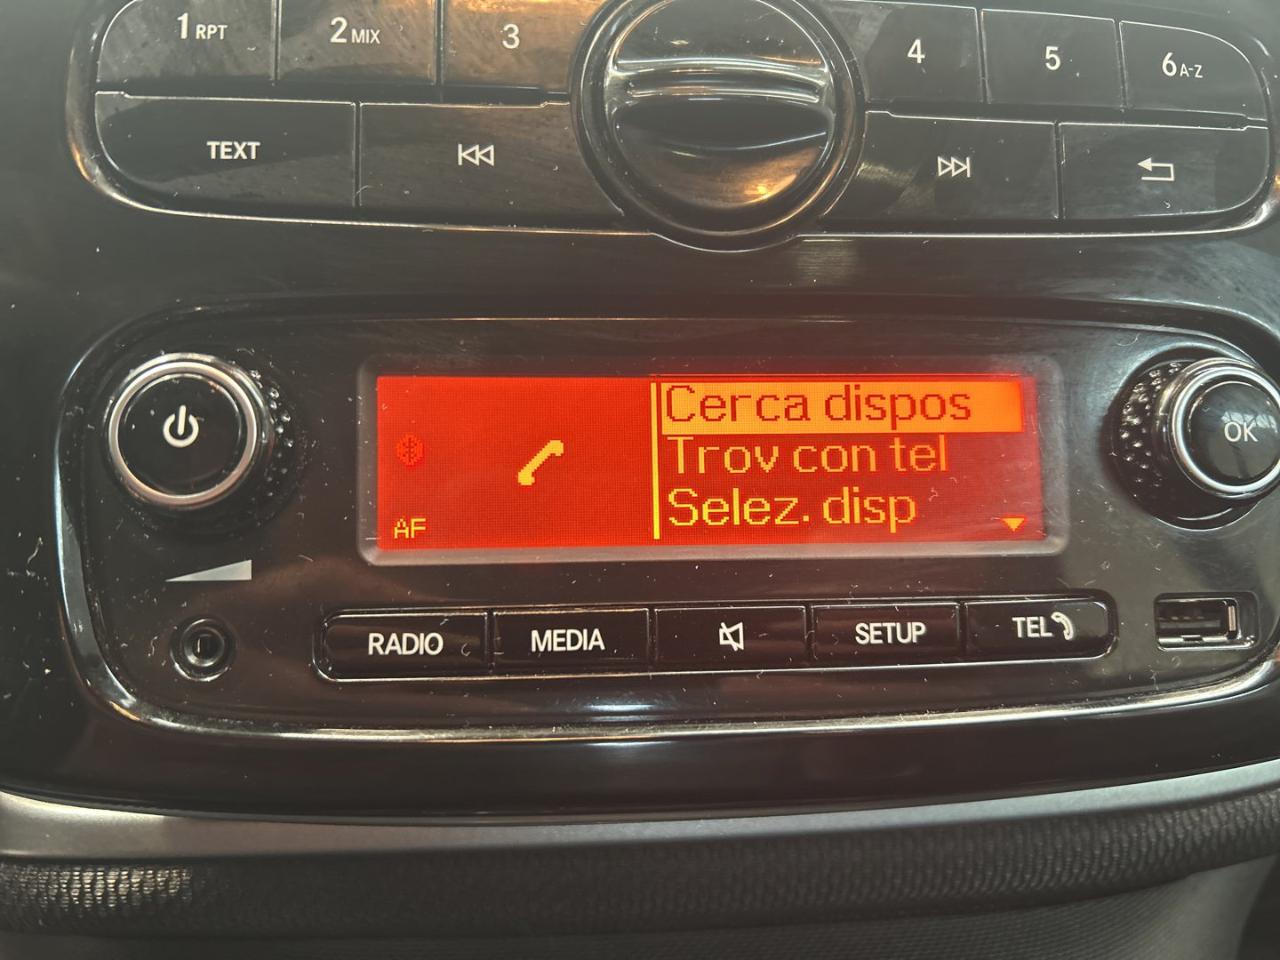 1 RPT
2 MIX
3
4
5
6 A-Z
TEXT
Cerca dispos
Trov con tel
Selez. disp
AF
OK
RADIO
MEDIA
SETUP
TEL